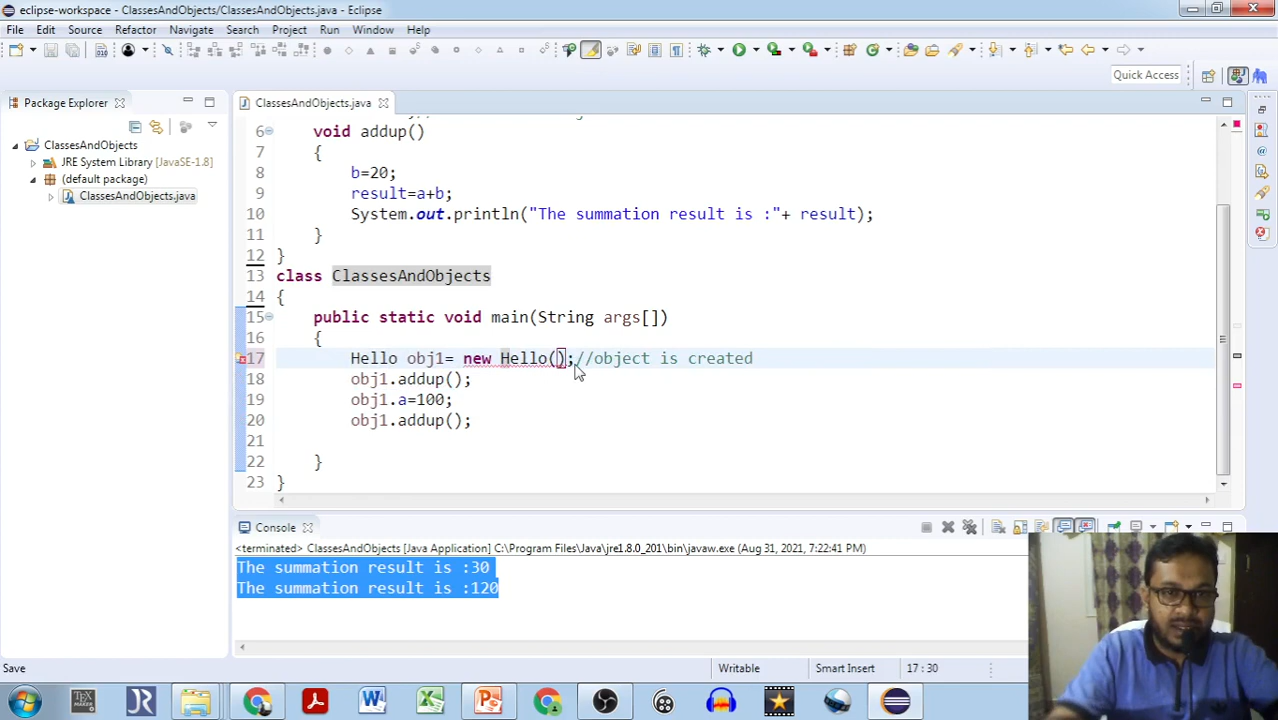 eclipse-workspace - ClassesAndObjects/ClassesAndObjects.java - Eclipse
File Edit Source Refactor Navigate Search Project Run Window Help
Quick Access
Package Explorer
ClassesAndObjects.java
ClassesAndObjects
JRE System Library [JavaSE-1.8]
(default package)
ClassesAndObjects.java
6 void addup()
7 {
8 b=20;
9 result=a+b;
10 System.out.println("The summation result is :"+ result);
11 }
12 }
13 class ClassesAndObjects
14 {
15 public static void main(String args[])
16 {
17 Hello obj1= new Hello();//object is created
18 obj1.addup();
19 obj1.a=100;
20 obj1.addup();
21
22 }
23 }
Console
<terminated> ClassesAndObjects [Java Application] C:\Program Files\Java\jre1.8.0_201\bin\javaw.exe (Aug 31, 2021, 7:22:41 PM)
The summation result is :30
The summation result is :120
Save Writable Smart Insert 17 : 30